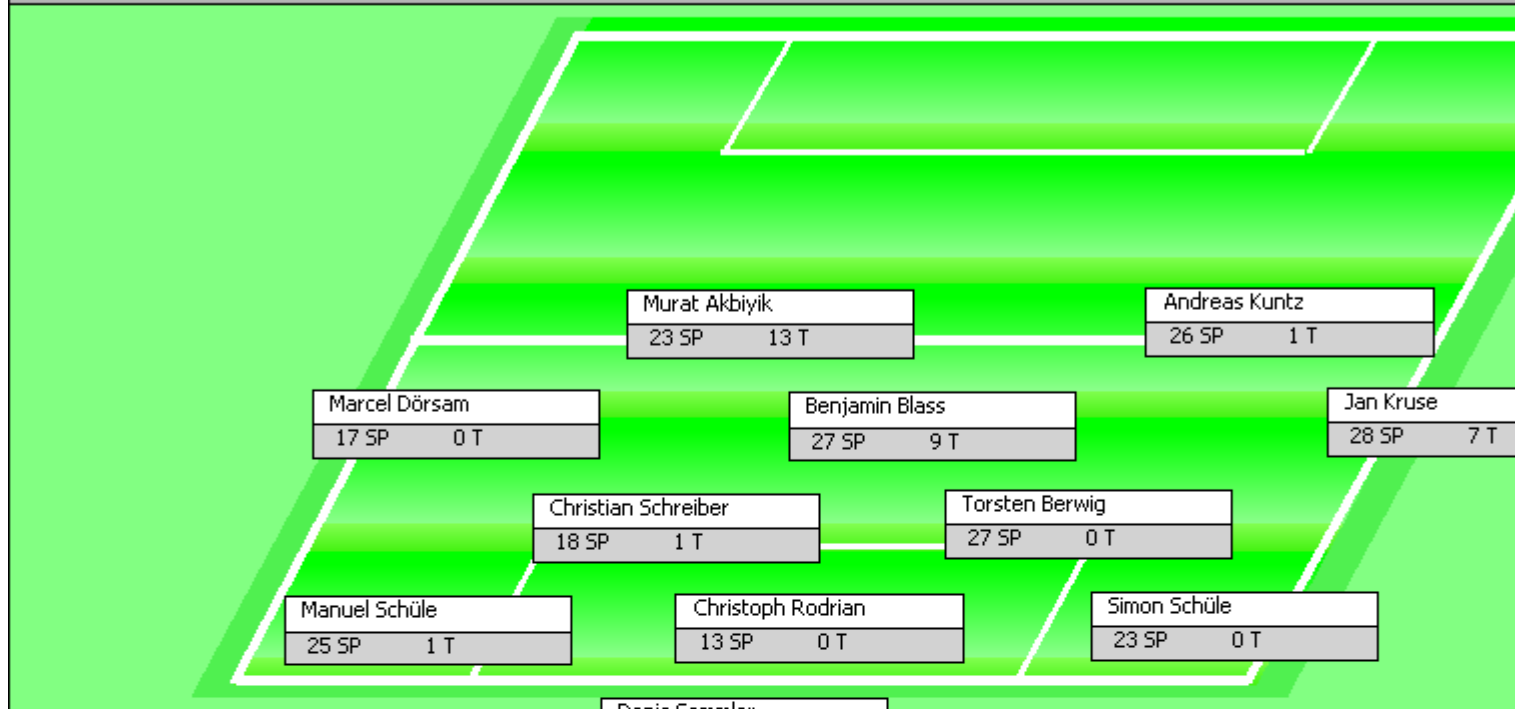 Murat Akbiyik
23 SP 13 T
Andreas Kuntz
26 SP 1 T
Marcel Dörsam
17 SP 0 T
Benjamin Blass
27 SP 9 T
Jan Kruse
28 SP 7 T
Christian Schreiber
18 SP 1 T
Torsten Berwig
27 SP 0 T
Manuel Schüle
25 SP 1 T
Christoph Rodrian
13 SP 0 T
Simon Schüle
23 SP 0 T